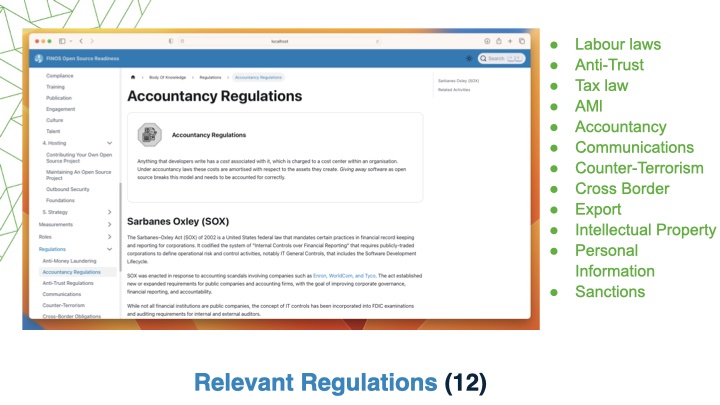 localhost
FINOS Open Source Readiness
Search
Compliance
Training
Publication
Engagement
Culture
Talent
4. Hosting
Contributing Your Own Open
Source Project
Maintaining An Open Source
Project
Outbound Security
Foundations
5. Strategy
Measurements
Roles
Regulations
Anti-Money Laundering
Accountancy Regulations
Anti-Trust Regulations
Communications
Counter-Terrorism
Cross-Border Obligations
Body Of Knowledge
Regulations
Accountancy Regulations
Accountancy Regulations
Accountancy Regulations
Anything that developers write has a cost associated with it, which is charged to a cost center within an organisation.
Under accountancy laws these costs are amortised with respect to the assets they create. Giving away software as open
source breaks this model and needs to be accounted for correctly.
Sarbanes Oxley (SOX)
The Sarbanes-Oxley Act (SOX) of 2002 is a United States federal law that mandates certain practices in financial record keeping
and reporting for corporations. It codified the system of "Internal Controls over Financial Reporting" that requires publicly-traded
corporations to define operational risk and control activities, notably IT General Controls, that includes the Software Development
Lifecycle.
SOX was enacted in response to accounting scandals involving companies such as Enron, WorldCom, and Tyco. The act established
new or expanded requirements for public companies and accounting firms, with the goal of improving corporate governance,
financial reporting, and accountability.
While not all financial institutions are public companies, the concept of IT controls has been incorporated into FDIC examinations
and auditing requirements for internal and external auditors.
Sarbanes Oxley (SOX)
Related Activities
● Labour laws
● Anti-Trust
● Tax law
● AMl
● Accountancy
● Communications
● Counter-Terrorism
● Cross Border
● Export
● Intellectual Property
● Personal
Information
● Sanctions
Relevant Regulations (12)